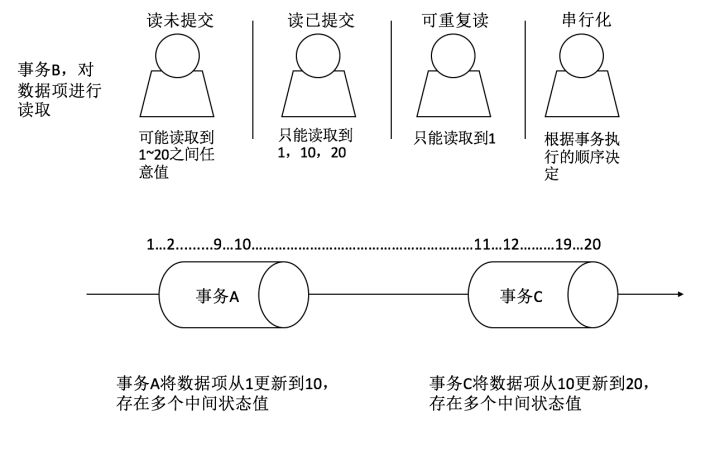 读未提交
读已提交
可重复读
串行化
事务B，对
数据项进行
读取
可能读取到
1~20之间任
意值
只能读取到
1，10，20
只能读取到1
根据事务执
行的顺序决
定
1…2………9…10……………………………………………………11…12………19…20
事务A
事务C
事务A将数据项从1更新到10，
存在多个中间状态值
事务C将数据项从10更新到20，
存在多个中间状态值